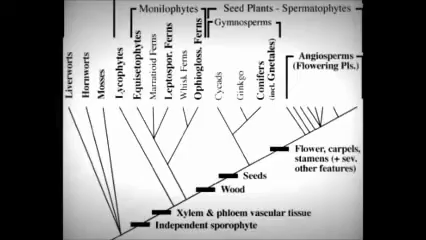 Monilophytes
Seed Plants - Spermatophytes
Gymnosperms
Liverworts
Hornworts
Mosses
Lycophytes
Equisetophytes
Marratioid Ferns
Leptospor. Ferns
Whisk Ferns
Ophiogloss. Ferns
Cycads
Ginkgo
Conifers
(incl. Gnetales)
Angiosperms
(Flowering Pls.)
Flower, carpels,
stamens (+ sev.
other features)
Seeds
Wood
Xylem & phloem vascular tissue
Independent sporophyte